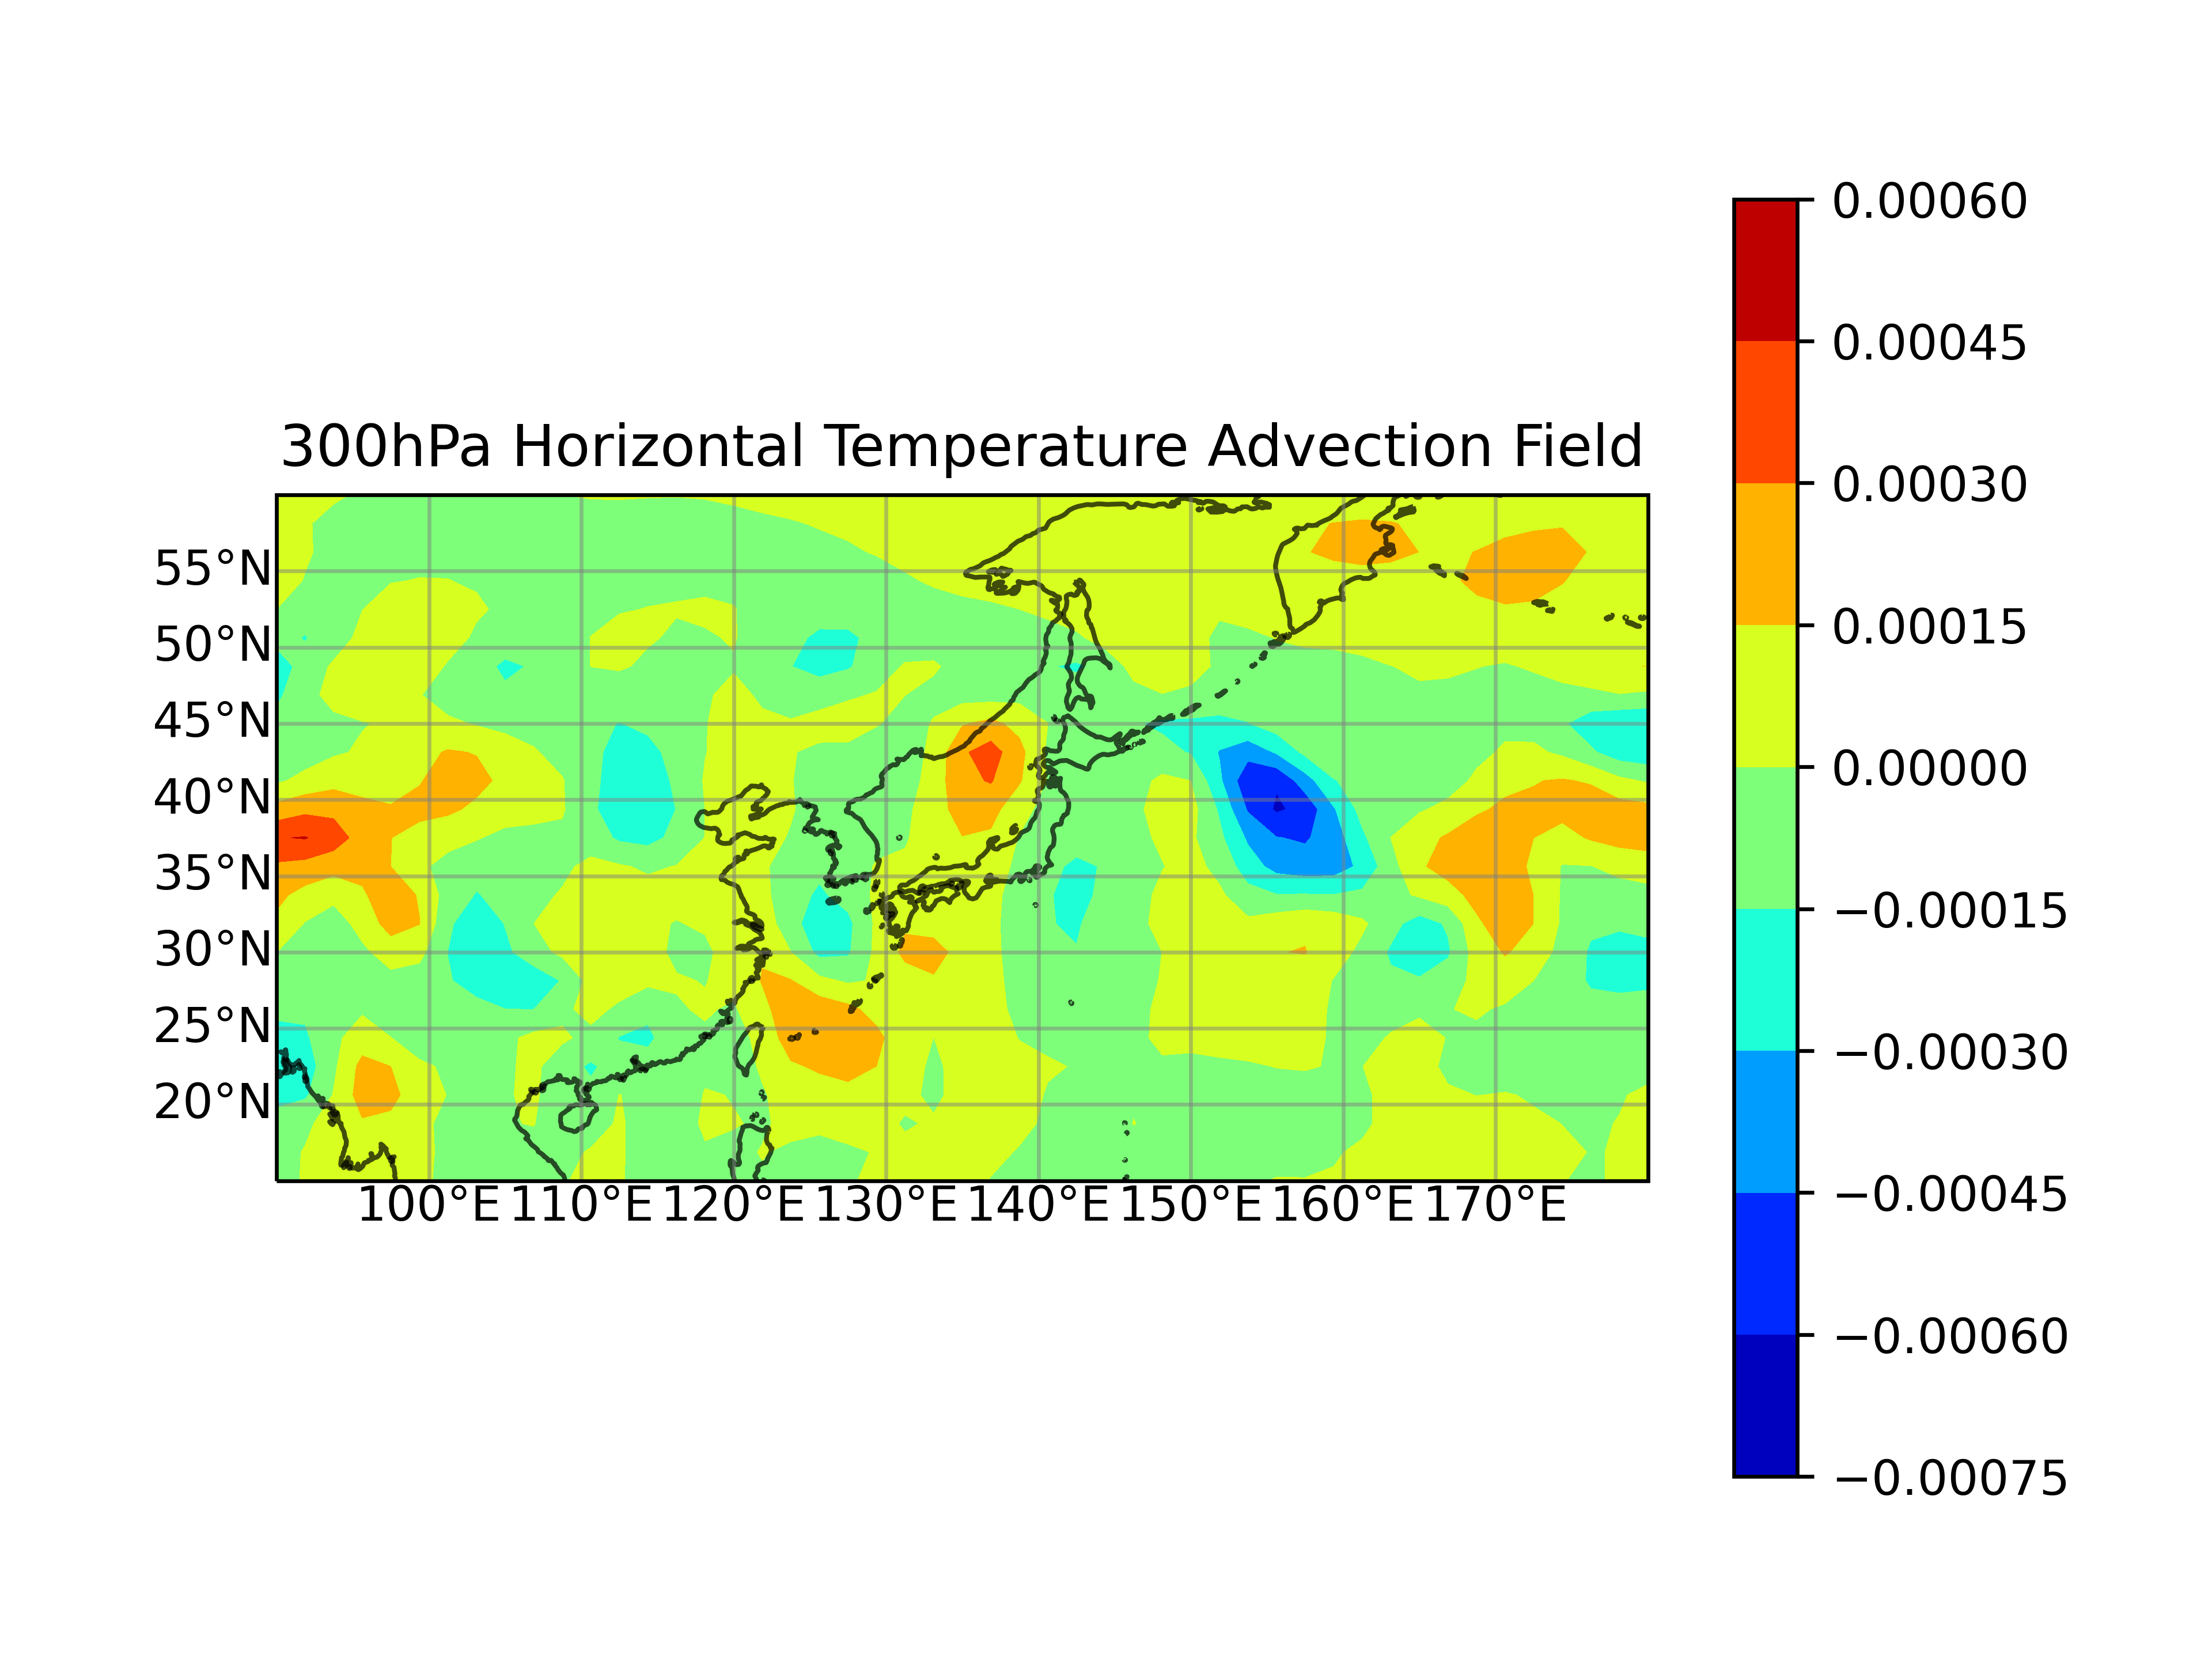 300hPa Horizontal Temperature Advection Field
55°N
50°N
45°N
40°N
35°N
30°N
25°N
20°N
100°E 110°E 120°E 130°E 140°E 150°E 160°E 170°E
0.00060
0.00045
0.00030
0.00015
0.00000
−0.00015
−0.00030
−0.00045
−0.00060
−0.00075